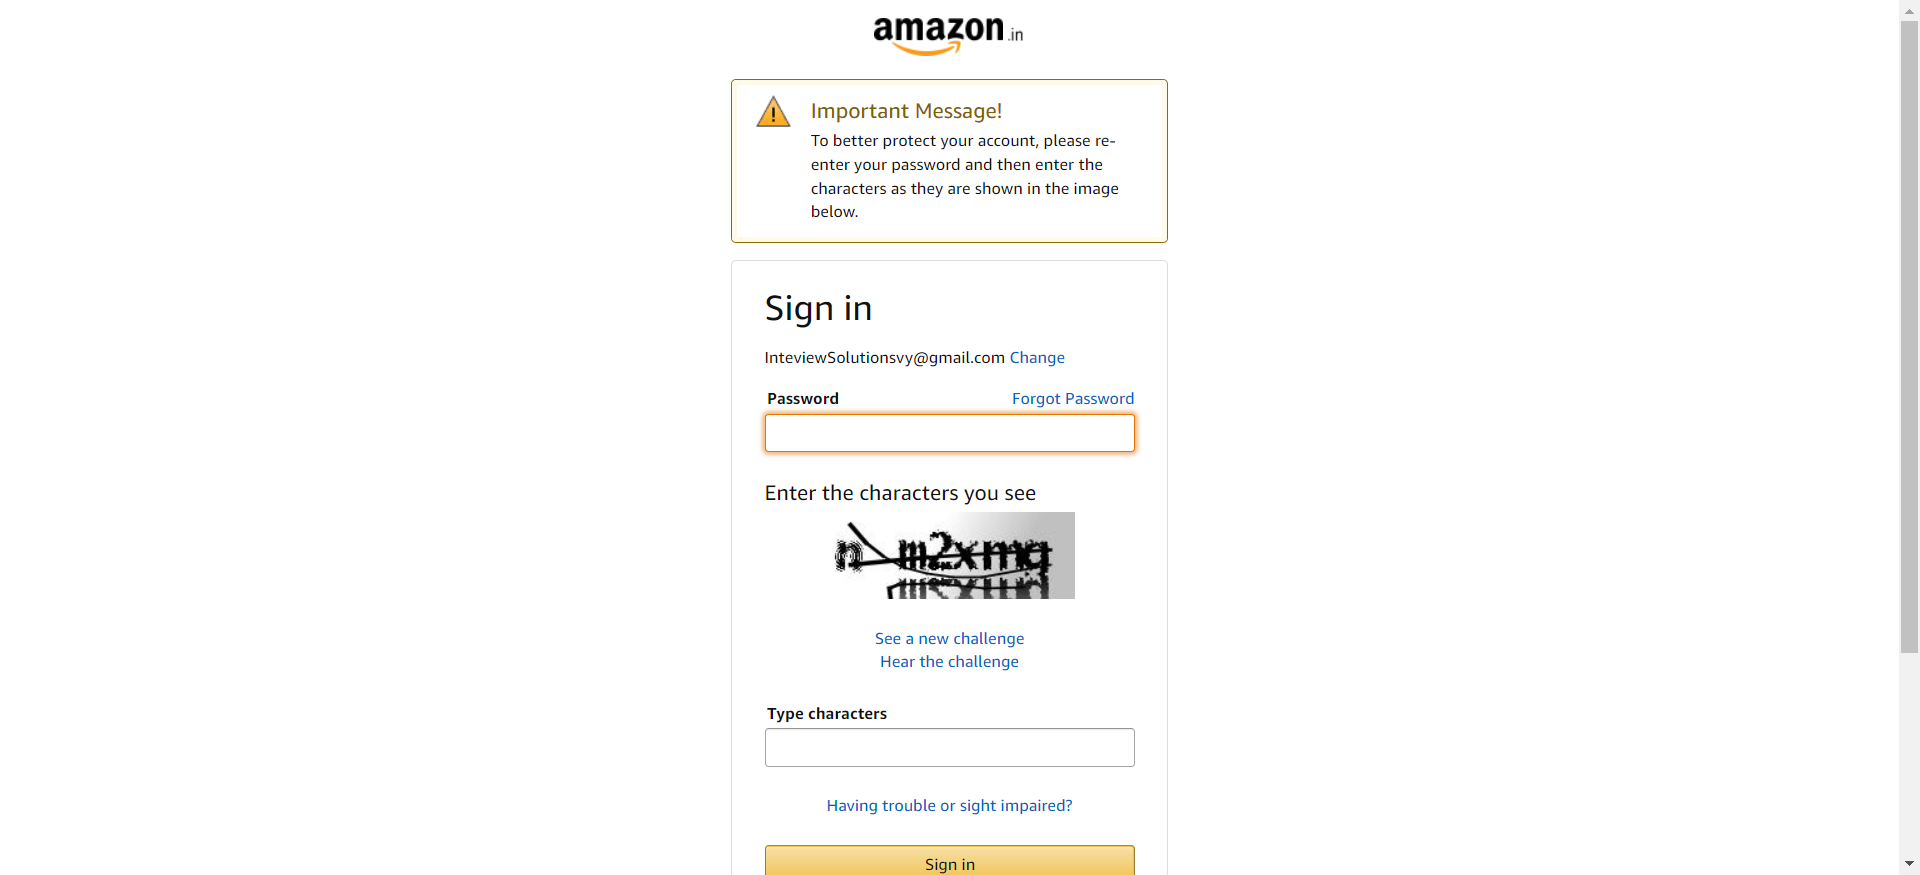 amazon.in
Important Message!
To better protect your account, please re-
enter your password and then enter the
characters as they are shown in the image
below.
Sign in
InteviewSolutionsvy@gmail.com Change
Password Forgot Password
Enter the characters you see
See a new challenge
Hear the challenge
Type characters
Having trouble or sight impaired?
Sign in